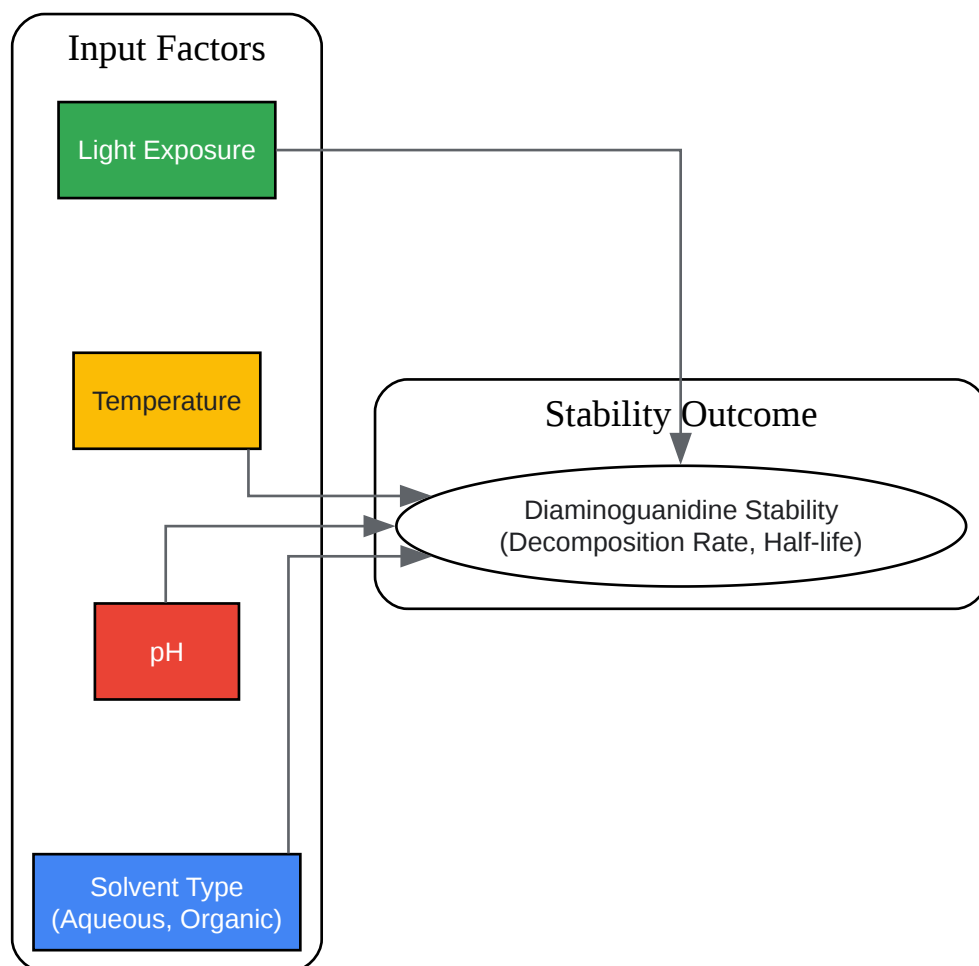 Input Factors
Light Exposure
Temperature
Stability Outcome
Diaminoguanidine Stability
(Decomposition Rate, Half-life)
pH
Solvent Type
(Aqueous, Organic)